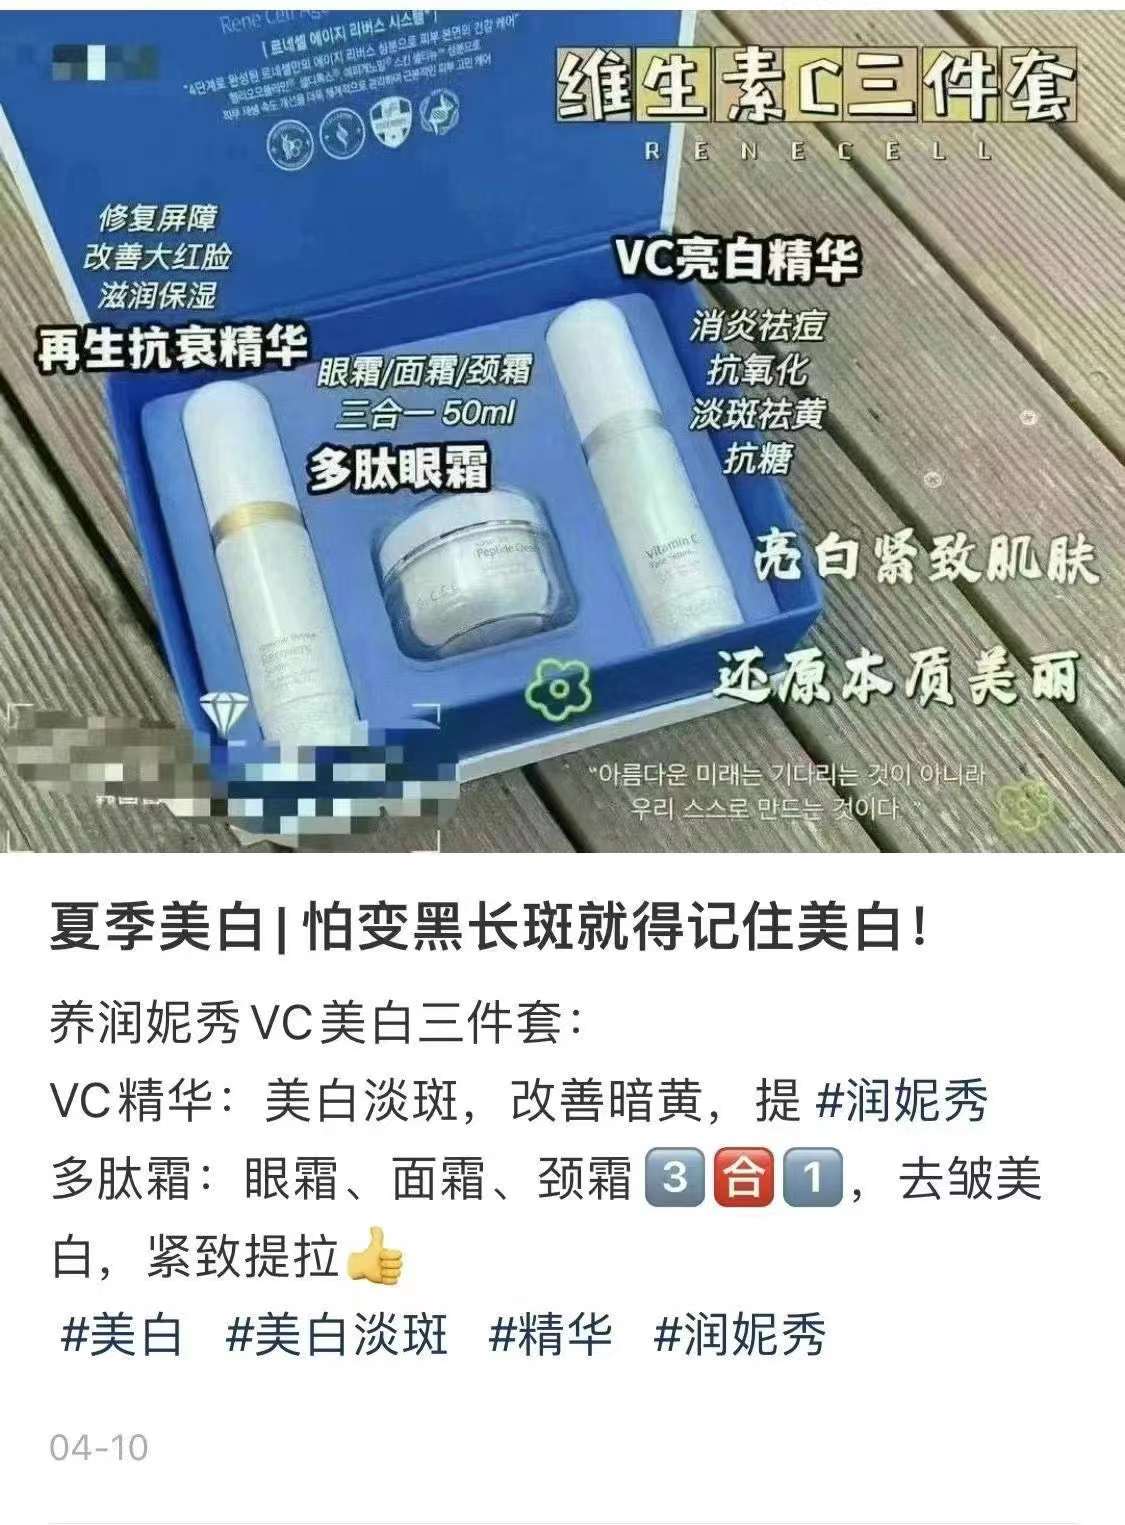 Rene Cell Age
[르네셀 에이지 리버스 시스템]
维生素C三件套
RENECELL
修复屏障
改善大红脸
滋润保湿
再生抗衰精华
眼霜/面霜/颈霜
三合一 50ml
多肽眼霜
VC亮白精华
消炎祛痘
抗氧化
淡斑祛黄
抗糖
Peptide Cream
Vitamin C
Recovery
亮白紧致肌肤
还原本质美丽
“아름다운 미래는 기다리는 것이 아니라
우리 스스로 만드는 것이다.”
夏季美白|怕变黑长斑就得记住美白！
养润妮秀VC美白三件套：
VC精华：美白淡斑，改善暗黄，提 #润妮秀
多肽霜：眼霜、面霜、颈霜3️⃣🈴1️⃣，去皱美
白，紧致提拉👍
#美白 #美白淡斑 #精华 #润妮秀
04-10